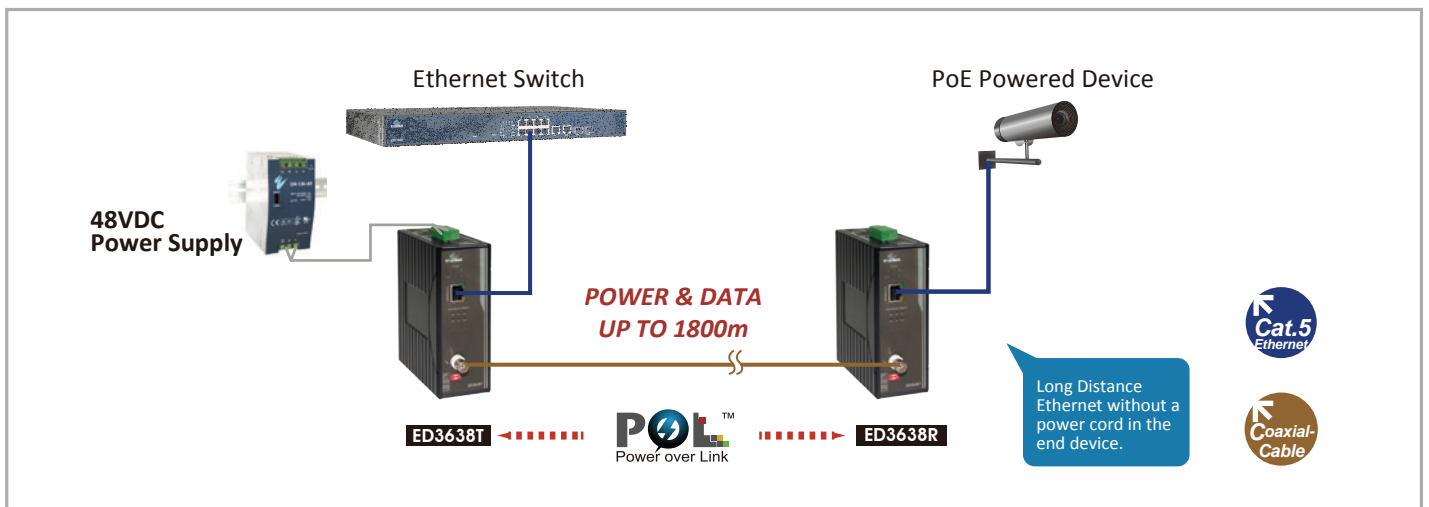 Ethernet Switch
PoE Powered Device
48VDC
Power Supply
POWER & DATA
UP TO 1800m
Cat.5
Ethernet
Long Distance
Ethernet without a
power cord in the
end device.
Coaxial-
Cable
ED3638T
POL™
Power over Link
ED3638R